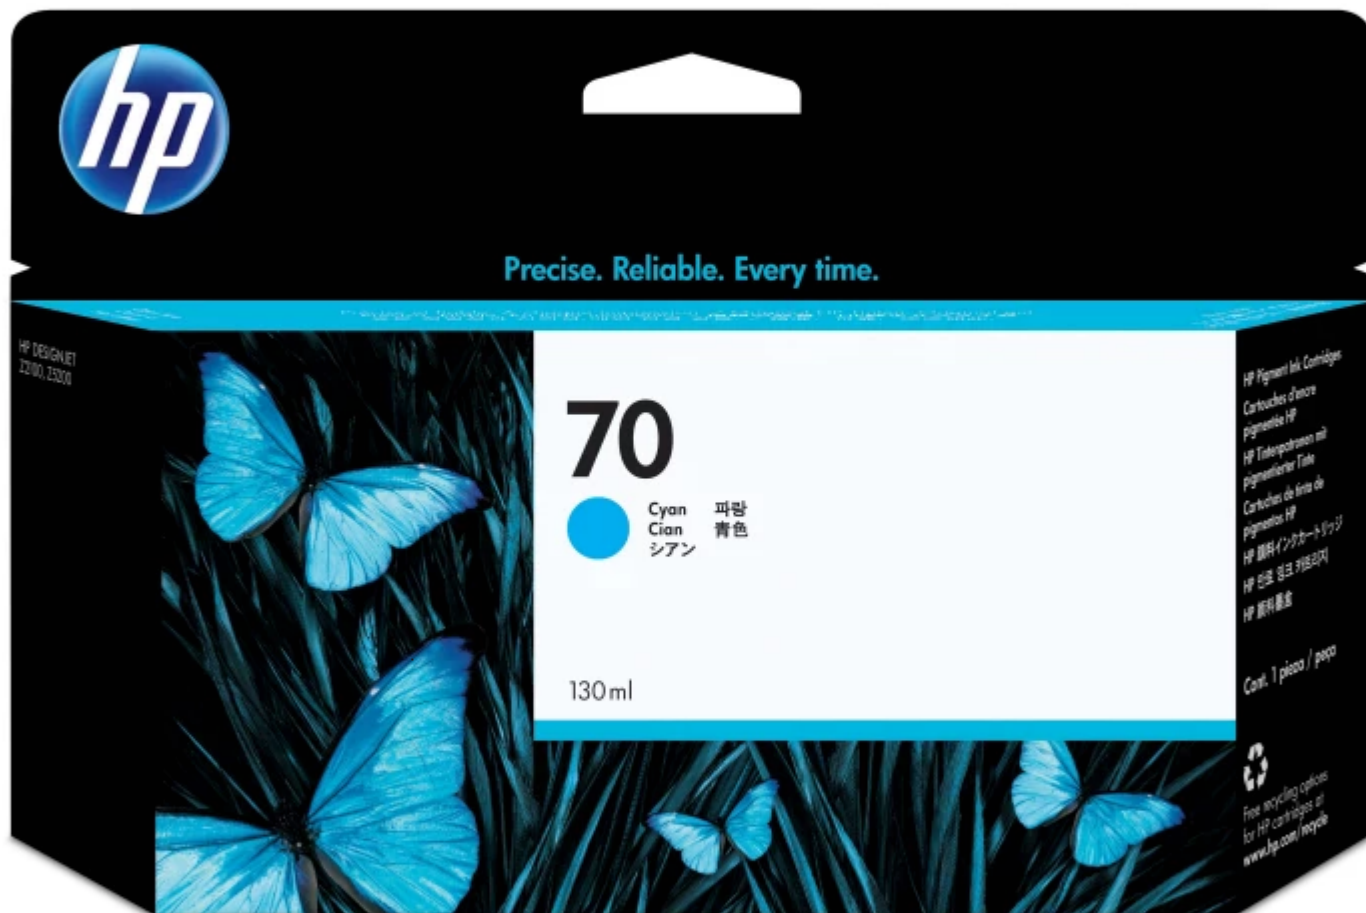 hp
Precise. Reliable. Every time.
HP DESIGNJET
Z2100, Z3200
70
Cyan 파랑
Cian 青色
シアン
130 ml
HP Pigment Ink Cartridges
Cartouches d'encre
pigmentée HP
HP Tintenpatronen mit
pigmentierter Tinte
Cartuchos de tinta de
pigmentos HP
HP 顔料インクカートリッジ
HP 안료 잉크 카트리지
HP 颜料墨盒
Cont. 1 pieza / peça
Free recycling options
for HP cartridges at
www.hp.com/recycle